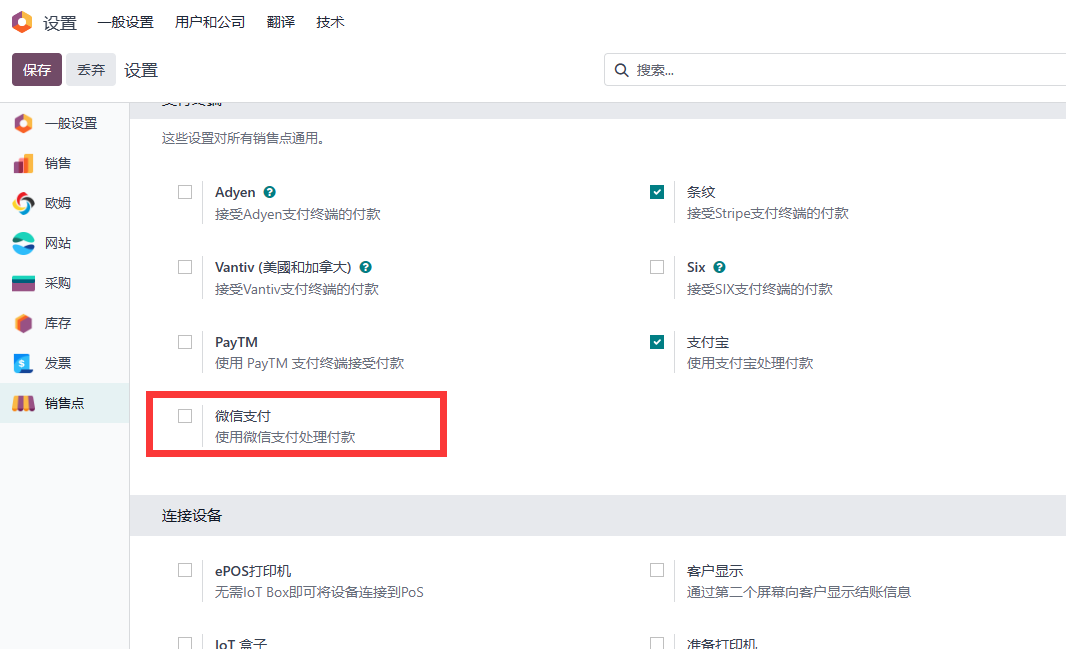 设置 一般设置 用户和公司 翻译 技术
保存 丢弃 设置 搜索...
一般设置
销售
欧姆
网站
采购
库存
发票
销售点
支付终端
这些设置对所有销售点通用。
Adyen
接受Adyen支付终端的付款
条纹
接受Stripe支付终端的付款
Vantiv (美國和加拿大)
接受Vantiv支付终端的付款
Six
接受SIX支付终端的付款
PayTM
使用 PayTM 支付终端接受付款
支付宝
使用支付宝处理付款
微信支付
使用微信支付处理付款
连接设备
ePOS打印机
无需IoT Box即可将设备连接到PoS
客户显示
通过第二个屏幕向客户显示结账信息
IoT 盒子
准备打印机